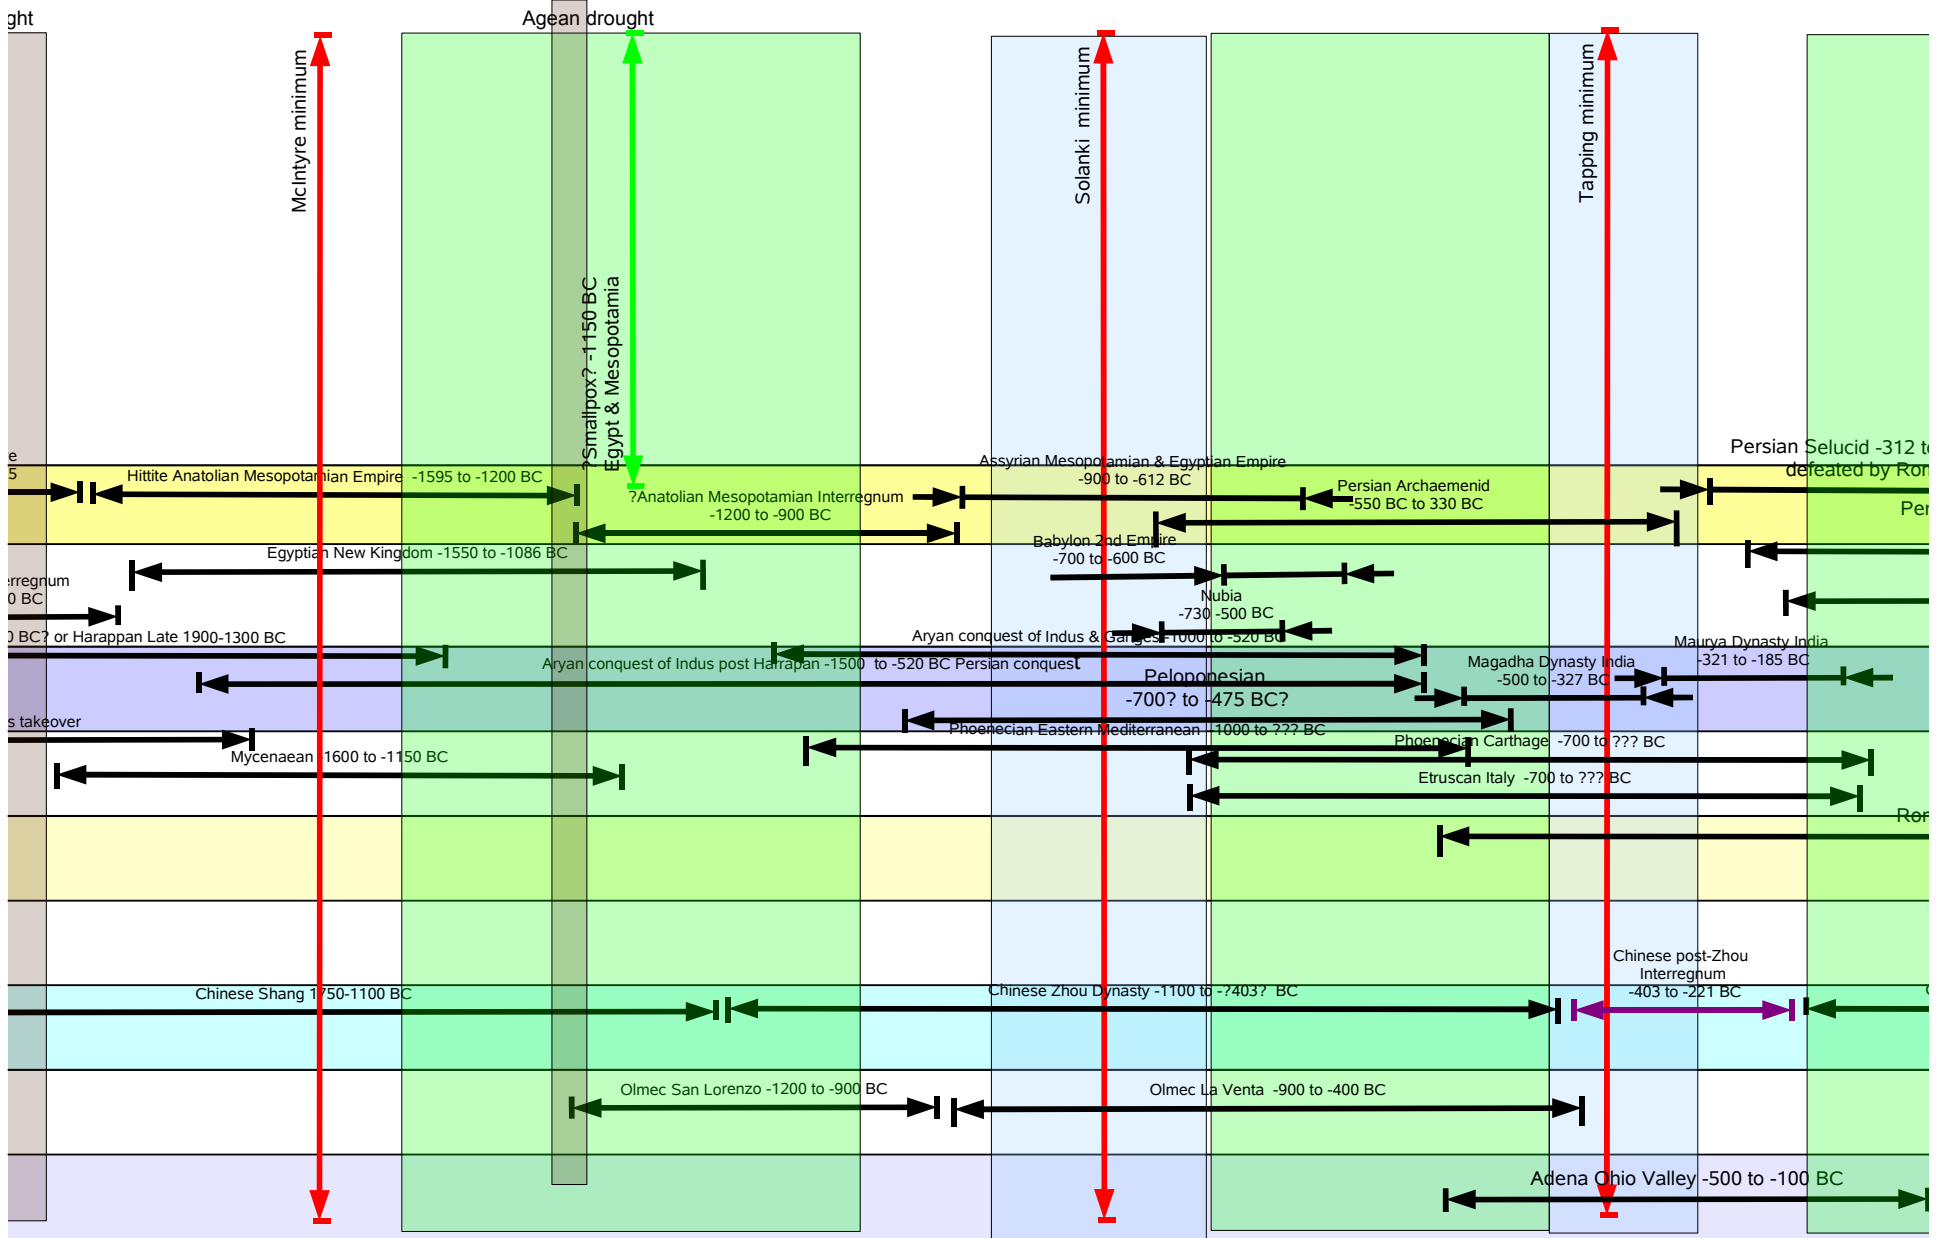 ght
Agean drought
McIntyre minimum
Solanki minimum
Tapping minimum
?Smallpox? -1150 BC
Egypt & Mesopotamia
e
5
Hittite Anatolian Mesopotamian Empire -1595 to -1200 BC
?Anatolian Mesopotamian Interregnum
-1200 to -900 BC
Assyrian Mesopotamian & Egyptian Empire
-900 to -612 BC
Persian Archaemenid
-550 BC to 330 BC
Persian Selucid -312 to
defeated by Rom
Per
Egyptian New Kingdom -1550 to -1086 BC
Babylon 2nd Empire
-700 to -600 BC
erregnum
0 BC
Nubia
-730 -500 BC
0 BC? or Harappan Late 1900-1300 BC
Aryan conquest of Indus & Ganges -1000 to -520 BC
Aryan conquest of Indus post Harrapan -1500 to -520 BC Persian conquest
Maurya Dynasty India
-321 to -185 BC
Magadha Dynasty India
-500 to -327 BC
Peloponesian
-700? to -475 BC?
s takeover
Phoenecian Eastern Mediterranean -1000 to ??? BC
Phoenecian Carthage -700 to ??? BC
Mycenaean -1600 to -1150 BC
Etruscan Italy -700 to ??? BC
Rom
Chinese post-Zhou
Interregnum
-403 to -221 BC
Chinese Shang 1750-1100 BC
Chinese Zhou Dynasty -1100 to -?403? BC
Olmec San Lorenzo -1200 to -900 BC
Olmec La Venta -900 to -400 BC
Adena Ohio Valley -500 to -100 BC